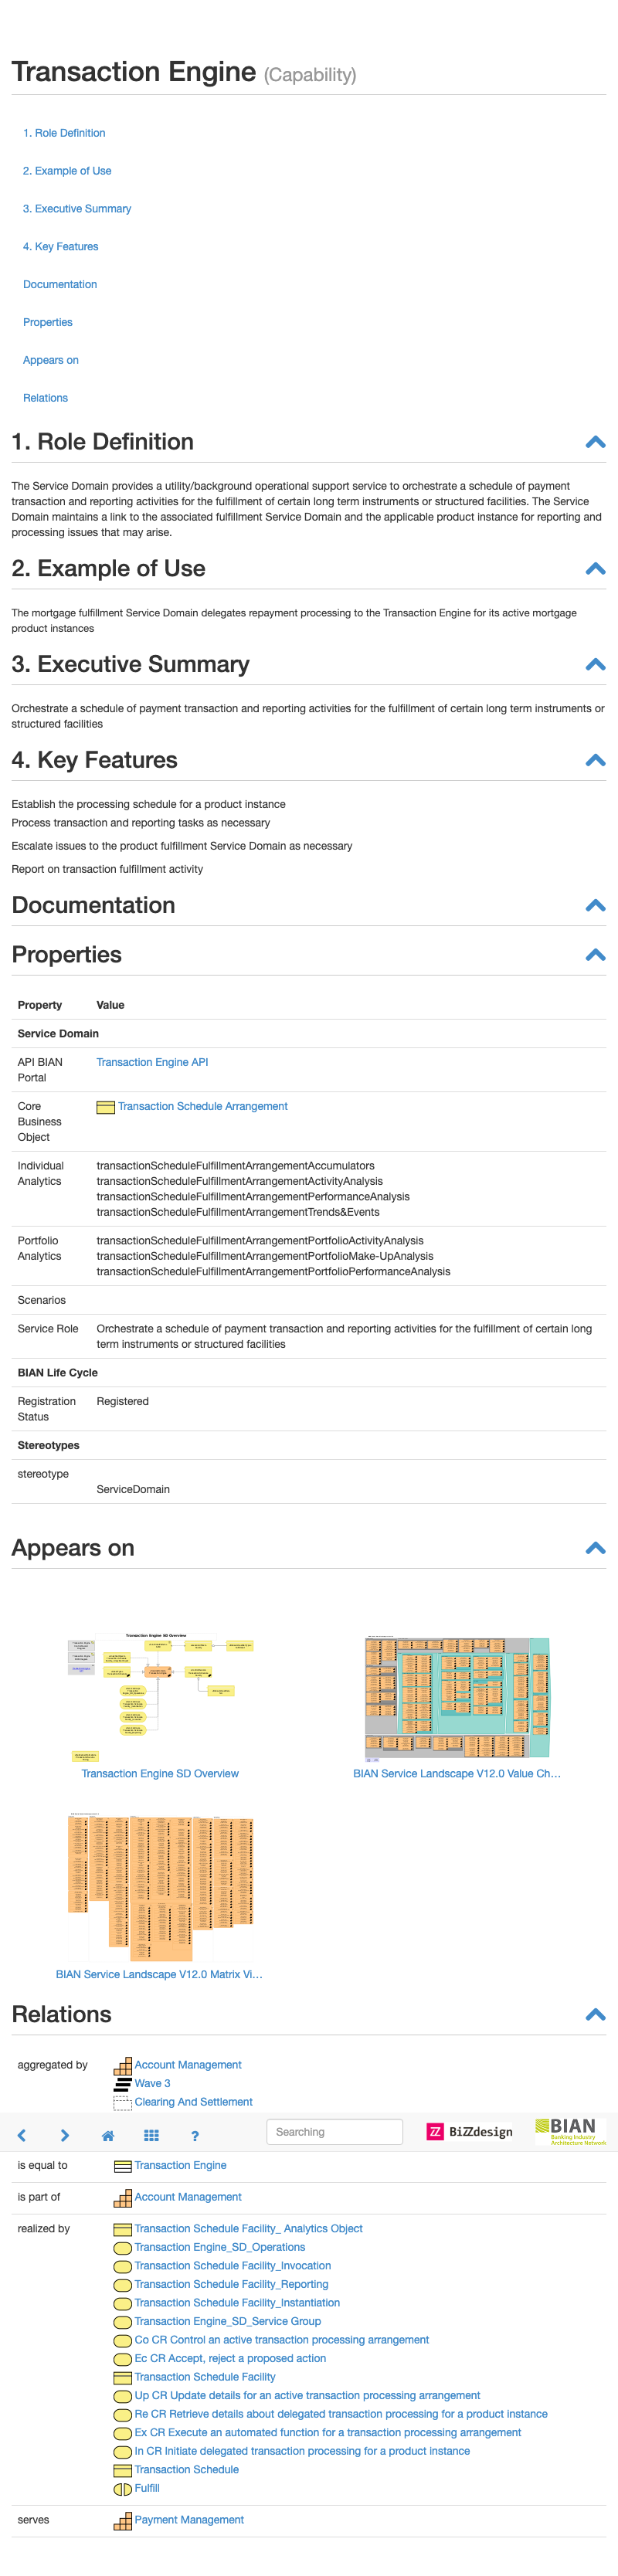 Transaction Engine (Capability)
1. Role Definition
2. Example of Use
3. Executive Summary
4. Key Features
Documentation
Properties
Appears on
Relations
1. Role Definition
The Service Domain provides a utility/background operational support service to orchestrate a schedule of payment
transaction and reporting activities for the fulfillment of certain long term instruments or structured facilities. The Service
Domain maintains a link to the associated fulfillment Service Domain and the applicable product instance for reporting and
processing issues that may arise.
2. Example of Use
The mortgage fulfillment Service Domain delegates repayment processing to the Transaction Engine for its active mortgage
product instances
3. Executive Summary
Orchestrate a schedule of payment transaction and reporting activities for the fulfillment of certain long term instruments or
structured facilities
4. Key Features
Establish the processing schedule for a product instance
Process transaction and reporting tasks as necessary
Escalate issues to the product fulfillment Service Domain as necessary
Report on transaction fulfillment activity
Documentation
Properties
Property Value
Service Domain
API BIAN Transaction Engine API
Portal
Core Transaction Schedule Arrangement
Business
Object
Individual transactionScheduleFulfillmentArrangementAccumulators
Analytics transactionScheduleFulfillmentArrangementActivityAnalysis
transactionScheduleFulfillmentArrangementPerformanceAnalysis
transactionScheduleFulfillmentArrangementTrends&Events
Portfolio transactionScheduleFulfillmentArrangementPortfolioActivityAnalysis
Analytics transactionScheduleFulfillmentArrangementPortfolioMake-UpAnalysis
transactionScheduleFulfillmentArrangementPortfolioPerformanceAnalysis
Scenarios
Service Role Orchestrate a schedule of payment transaction and reporting activities for the fulfillment of certain long
term instruments or structured facilities
BIAN Life Cycle
Registration Registered
Status
Stereotypes
stereotype
ServiceDomain
Appears on
Transaction Engine SD Overview
Transaction Engine SD Overview
BIAN Service Landscape V12.0 Value Ch…
BIAN Service Landscape V12.0 Matrix Vi…
Relations
aggregated by Account Management
Wave 3
Clearing And Settlement
? Searching BiZZdesign BIAN
Banking Industry
Architecture Network
is equal to Transaction Engine
is part of Account Management
realized by Transaction Schedule Facility_ Analytics Object
Transaction Engine_SD_Operations
Transaction Schedule Facility_Invocation
Transaction Schedule Facility_Reporting
Transaction Schedule Facility_Instantiation
Transaction Engine_SD_Service Group
Co CR Control an active transaction processing arrangement
Ec CR Accept, reject a proposed action
Transaction Schedule Facility
Up CR Update details for an active transaction processing arrangement
Re CR Retrieve details about delegated transaction processing for a product instance
Ex CR Execute an automated function for a transaction processing arrangement
In CR Initiate delegated transaction processing for a product instance
Transaction Schedule
Fulfill
serves Payment Management